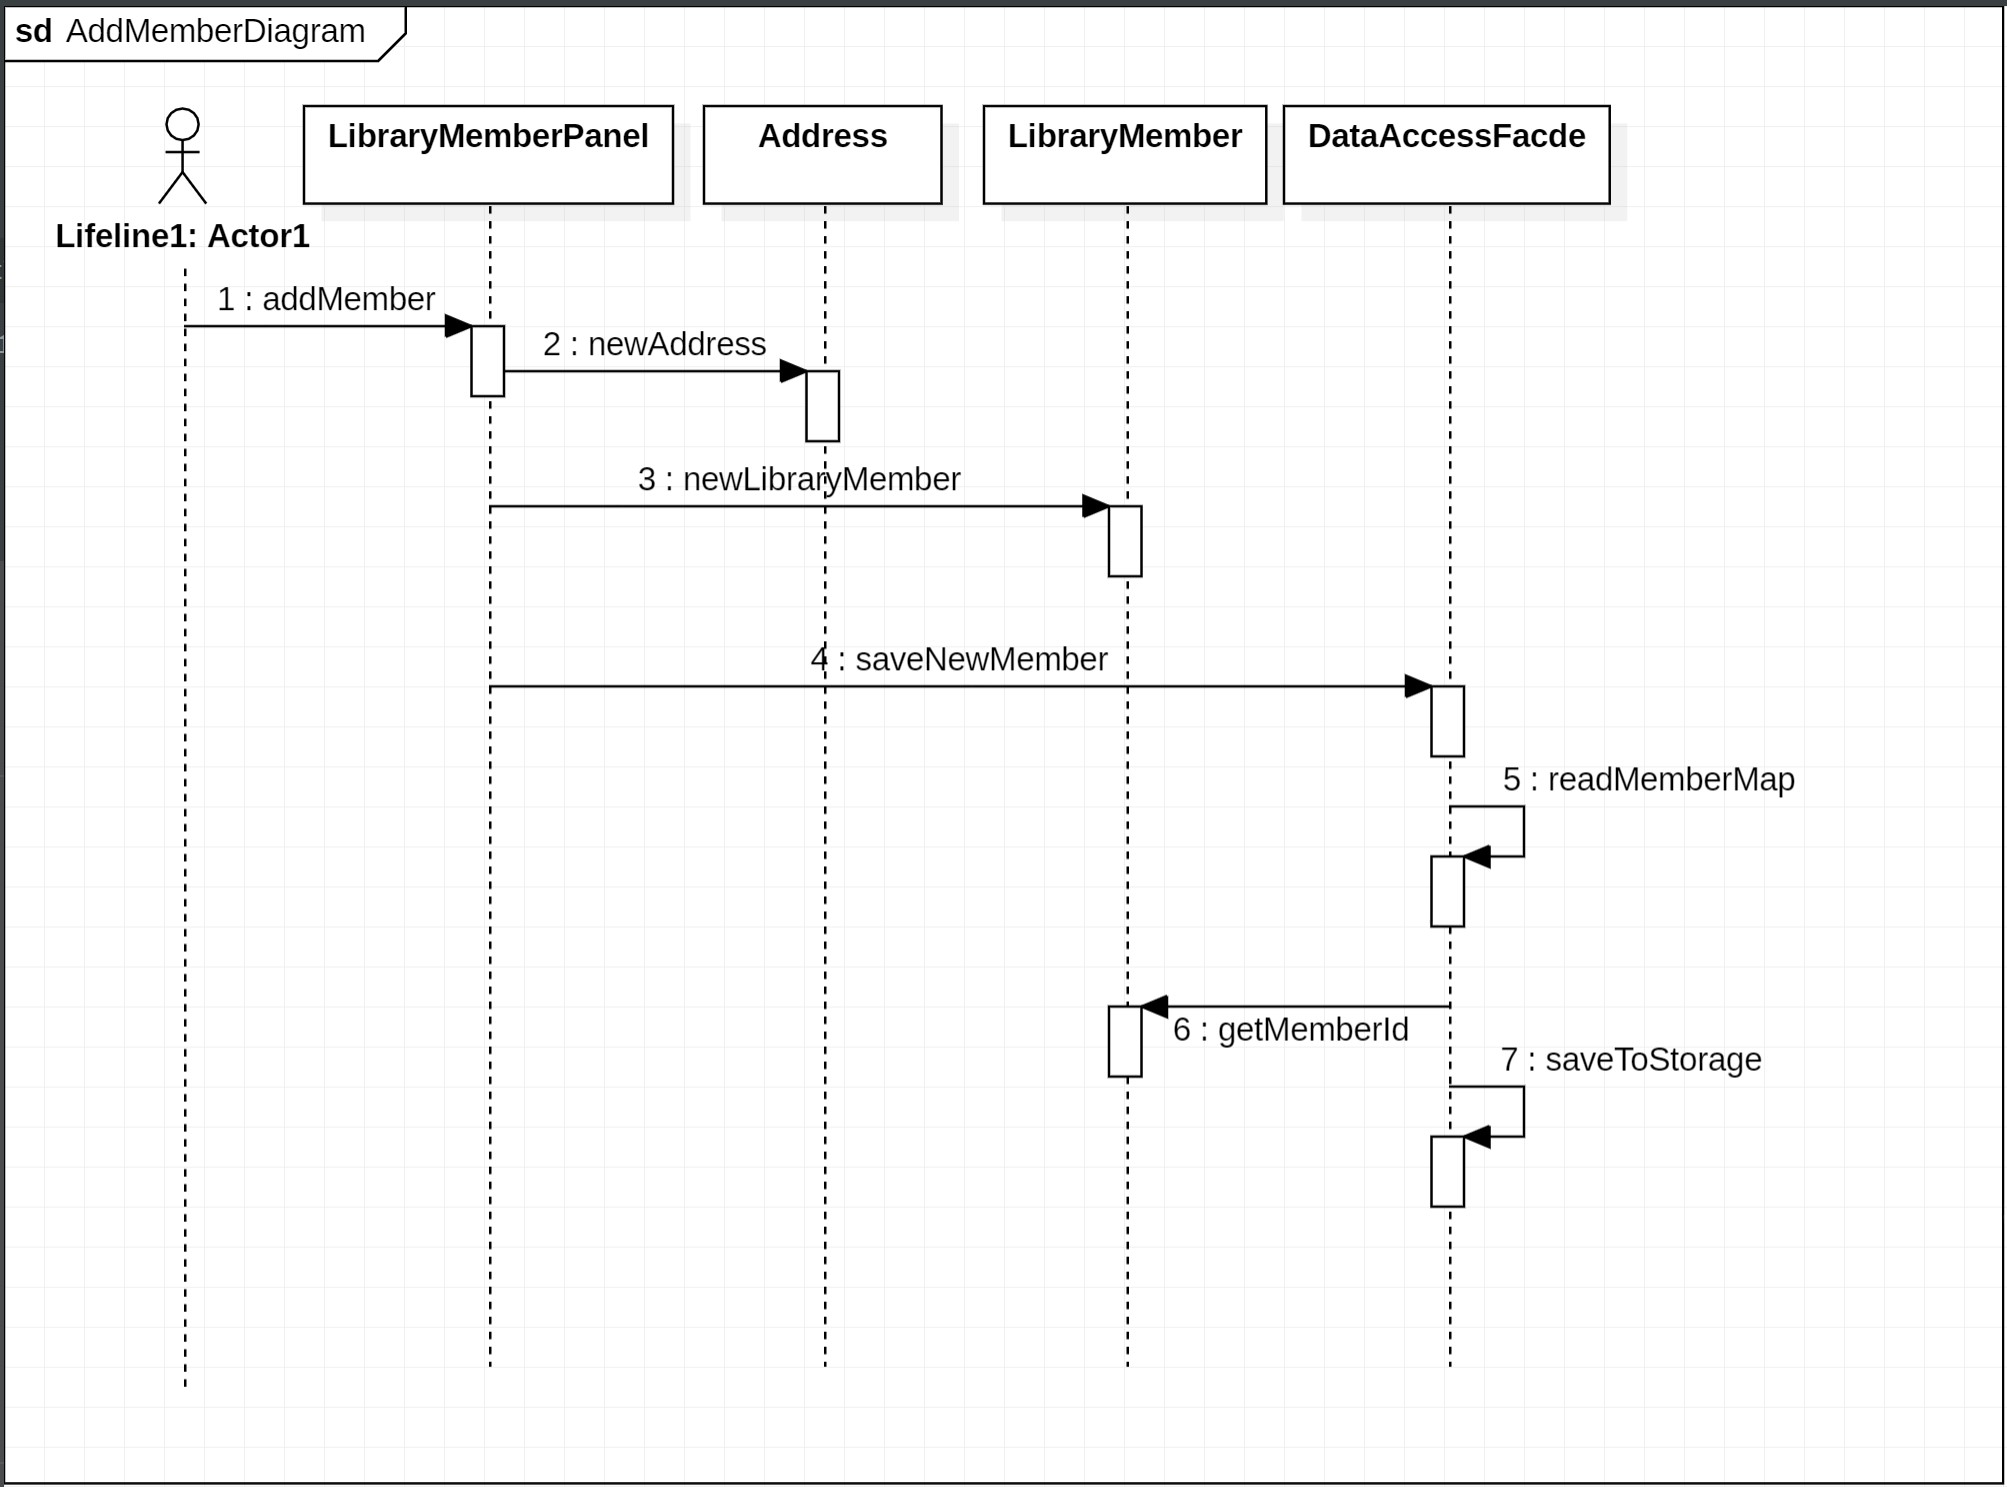 sd AddMemberDiagram
LibraryMemberPanel
Address
LibraryMember
DataAccessFacde
Lifeline1: Actor1
1 : addMember
2 : newAddress
3 : newLibraryMember
4 : saveNewMember
5 : readMemberMap
6 : getMemberId
7 : saveToStorage